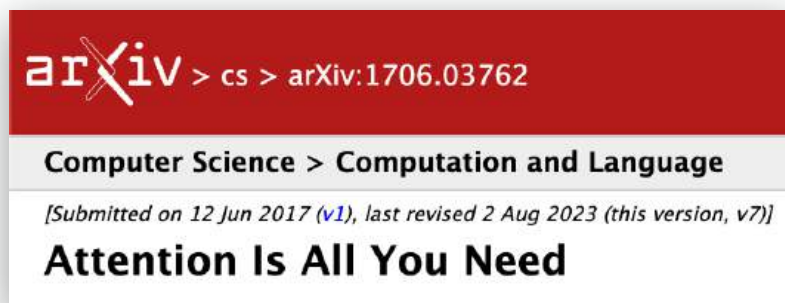 arXiv > cs > arXiv:1706.03762
Computer Science > Computation and Language
[Submitted on 12 Jun 2017 (v1), last revised 2 Aug 2023 (this version, v7)]
Attention Is All You Need